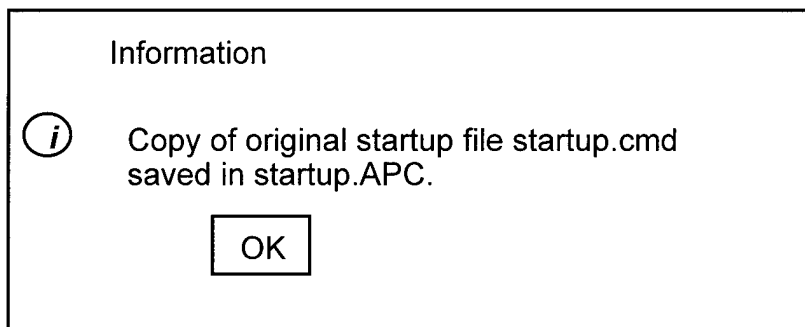 Information
i
Copy of original startup file startup.cmd
saved in startup.APC.
OK